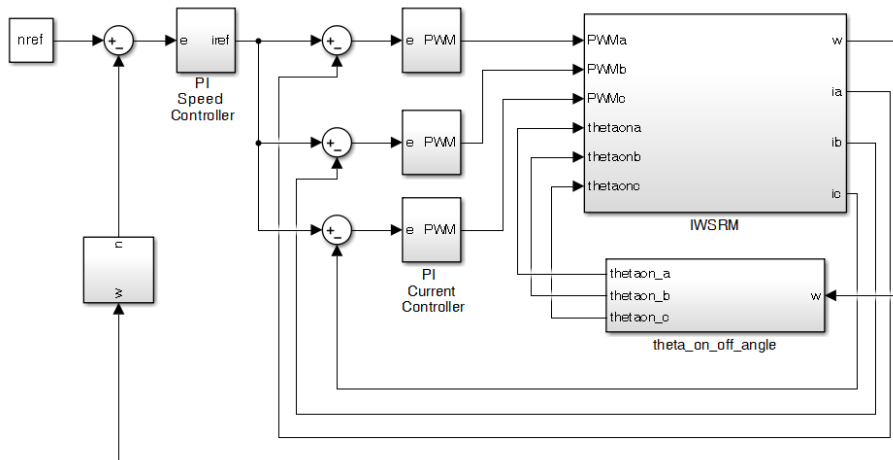 nref
+
-
e iref
PI
Speed
Controller
+
-
e PWM
+
-
e PWM
+
-
e PWM
PI
Current
Controller
PWMa
PWMb
PWMc
thetaona
thetaonb
thetaonc
w
ia
ib
ic
IWSRM
thetaon_a
thetaon_b
thetaon_c
w
theta_on_off_angle
n
w